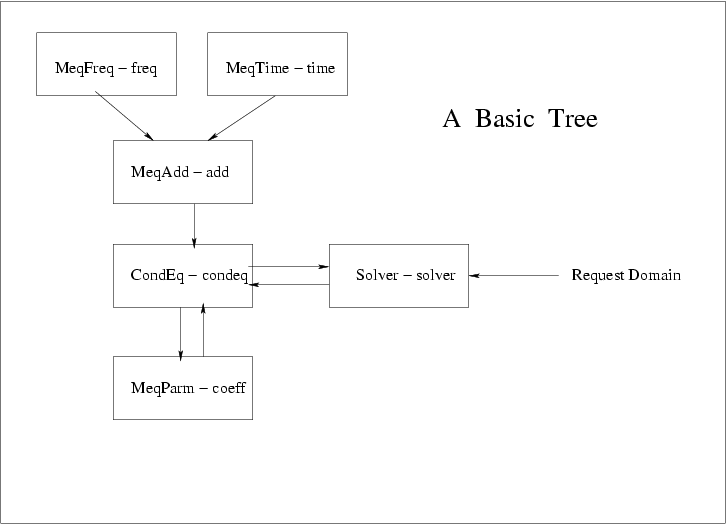 MeqFreq – freq
MeqTime – time
A Basic Tree
MeqAdd – add
CondEq – condeq
Solver – solver
Request Domain
MeqParm – coeff